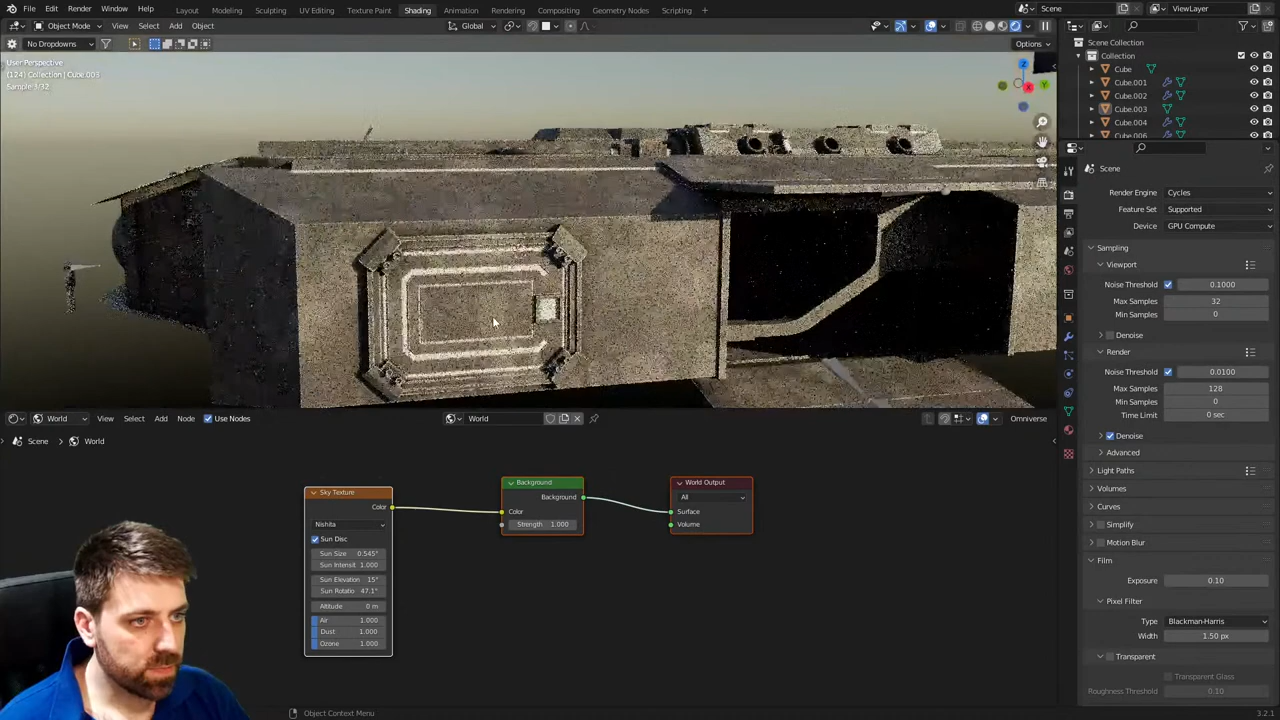 File Edit Render Window Help Layout Modeling Sculpting UV Editing Texture Paint Shading Animation Rendering Compositing Geometry Nodes Scripting Scene ViewLayer
Object Mode View Select Add Object Global
No Dropdowns Options
User Perspective
(124) Collection | Cube.003
Sample 1/32
Z
Y
X
Scene Collection
Collection
Cube
Cube.001
Cube.002
Cube.003
Cube.004
Cube.006
Scene
Render Engine Cycles
Feature Set Supported
Device GPU Compute
Sampling
Viewport
Noise Threshold 0.1000
Max Samples 32
Min Samples 0
Denoise
Render
Noise Threshold 0.0100
Max Samples 128
Min Samples 0
Time Limit 0 sec
Denoise
Advanced
Light Paths
Volumes
Curves
Simplify
Motion Blur
Film
Exposure 0.10
Pixel Filter
Type Blackman-Harris
Width 1.50 px
Transparent
Transparent Glass
Roughness Threshold 0.10
World View Select Add Node Use Nodes World Omniverse
Scene World
Sky Texture
Color
Nishita
Sun Disc
Sun Size 0.545°
Sun Intensit 1.000
Sun Elevation 15°
Sun Rotatio 47.1°
Altitude 0 m
Air 1.000
Dust 1.000
Ozone 1.000
Background
Background
Color
Strength 1.000
World Output
All
Surface
Volume
Object Context Menu
3.2.1